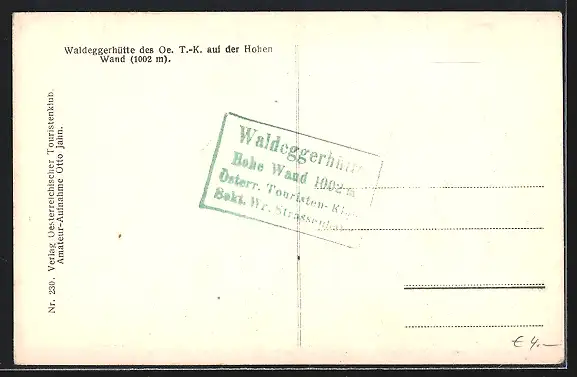 Waldeggerhütte des Oe. T.-K. auf der Hohen
Wand (1002 m).
Nr. 230. Verlag Oesterreichischer Touristenklub.
Amateur-Aufnahme Otto Jahn.
Waldeggerhütte
Hohe Wand 1002 m
Österr. Touristen-Klub
Sekt. Wr.
€ 4.—